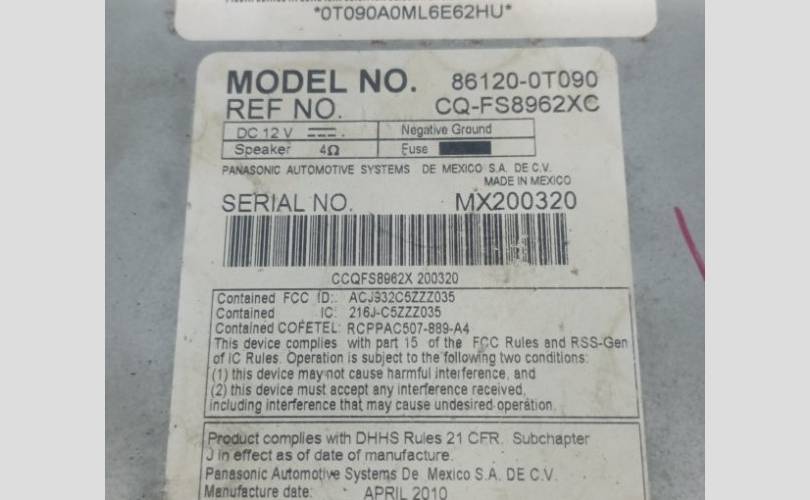 *0T090A0ML6E62HU*
MODEL NO. 86120-0T090
REF NO. CQ-FS8962XC
DC 12 V Negative Ground
Speaker 4Ω Fuse
PANASONIC AUTOMOTIVE SYSTEMS DE MEXICO S.A. DE C.V.
MADE IN MEXICO
SERIAL NO. MX200320
CCQFS8962X 200320
Contained FCC ID: ACJ932C5ZZZ035
Contained IC: 216J-C5ZZZ035
Contained COFETEL: RCPPAC507-889-A4
This device complies with part 15 of the FCC Rules and RSS-Gen
of IC Rules. Operation is subject to the following two conditions:
(1) this device may not cause harmful interference, and
(2) this device must accept any interference received,
including interference that may cause undesired operation.
Product complies with DHHS Rules 21 CFR. Subchapter
J in effect as of date of manufacture.
Panasonic Automotive Systems De Mexico S.A. DE C.V.
Manufacture date: APRIL 2010